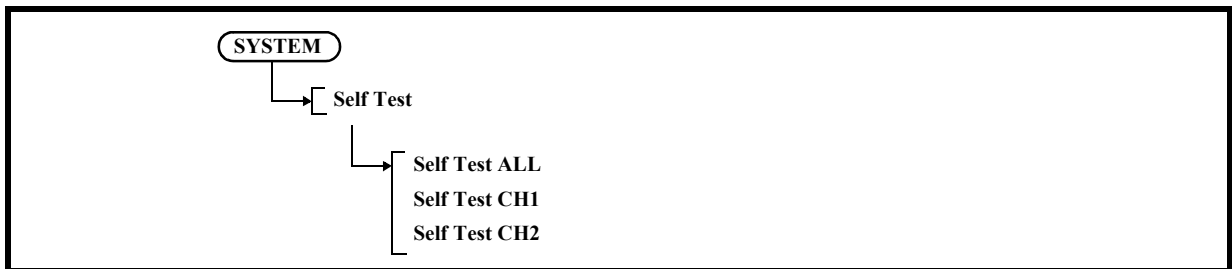 SYSTEM
Self Test
Self Test ALL
Self Test CH1
Self Test CH2